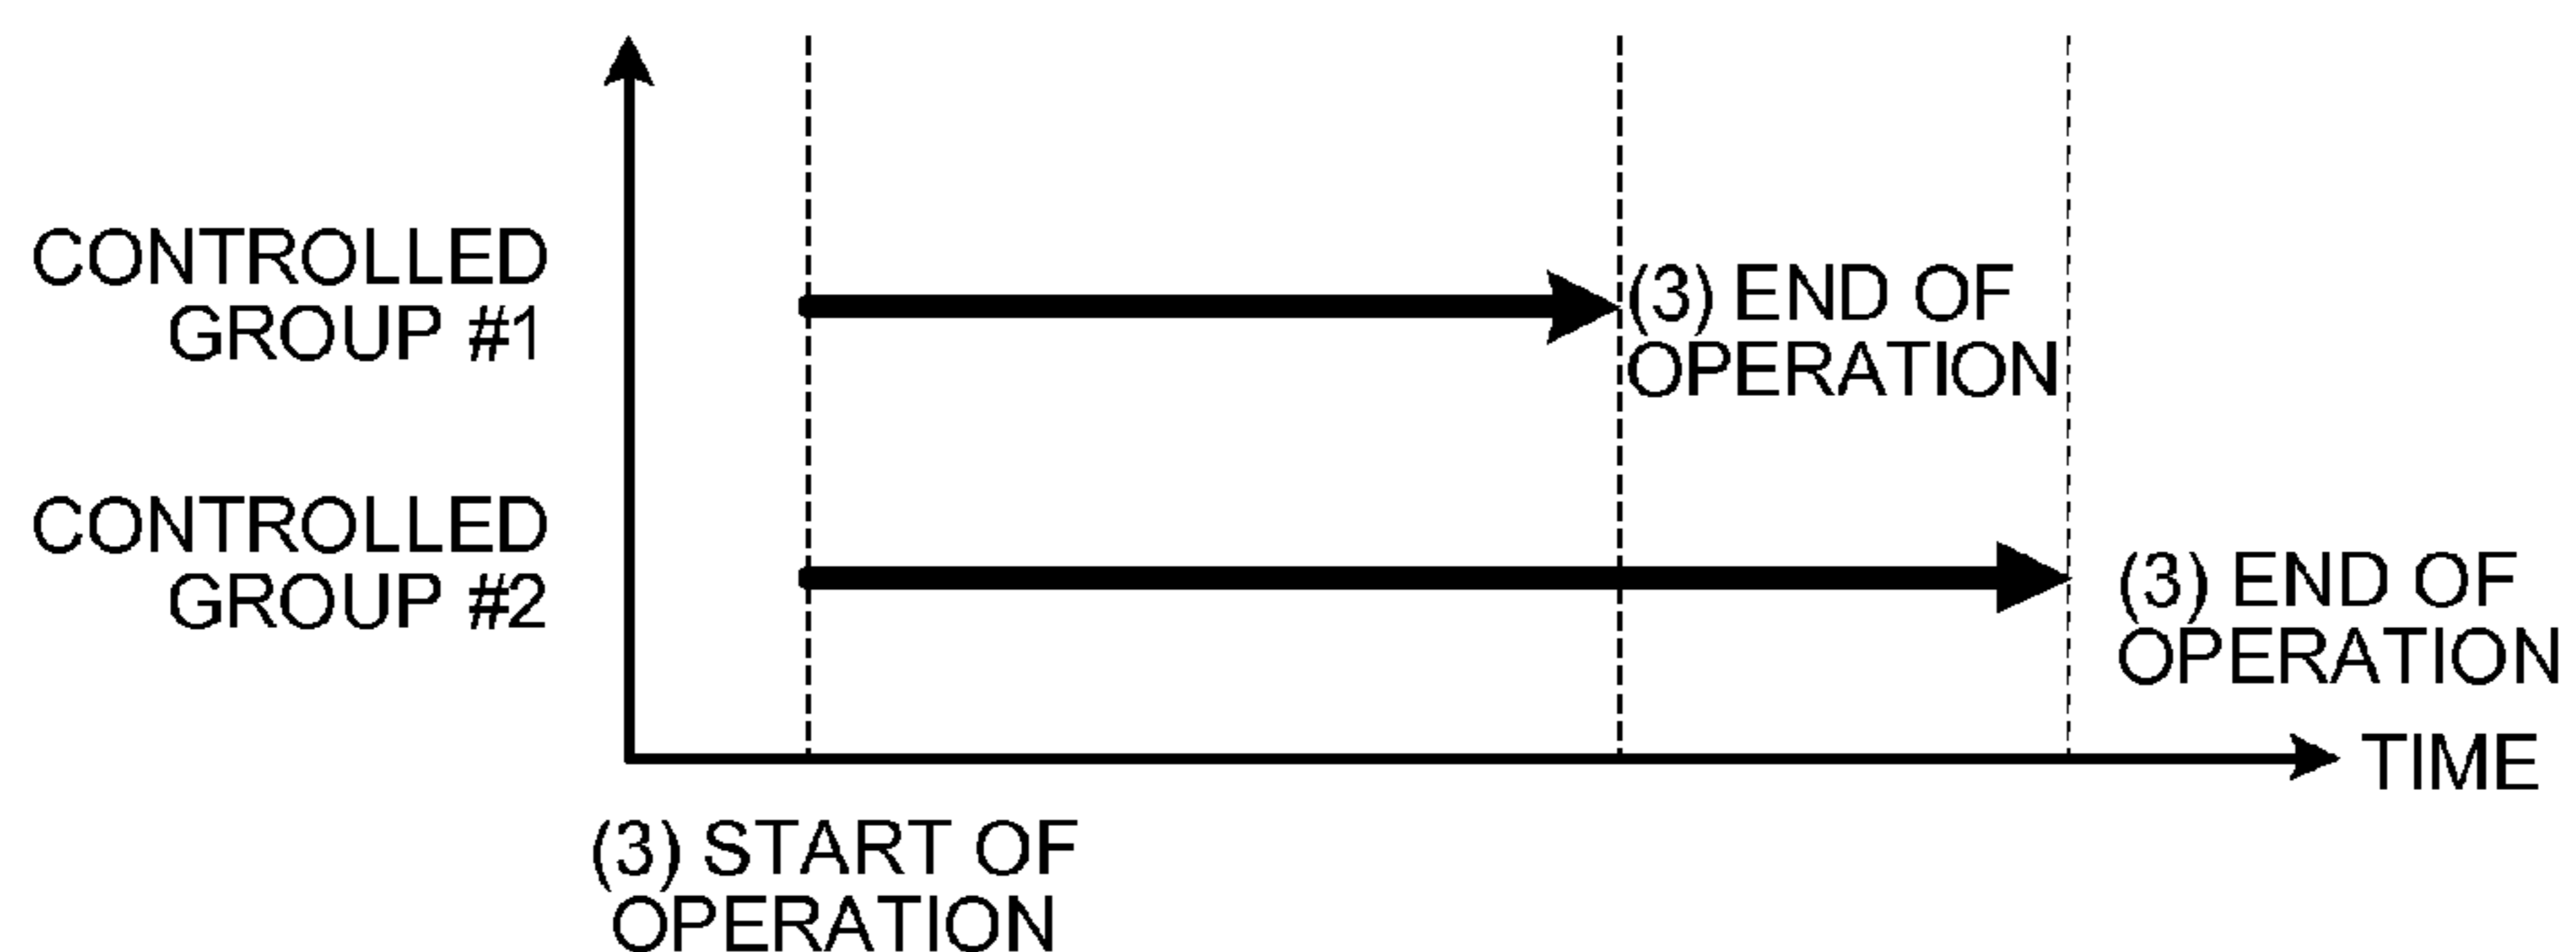 CONTROLLED
GROUP #1
(3) END OF
OPERATION
CONTROLLED
GROUP #2
(3) END OF
OPERATION
TIME
(3) START OF
OPERATION